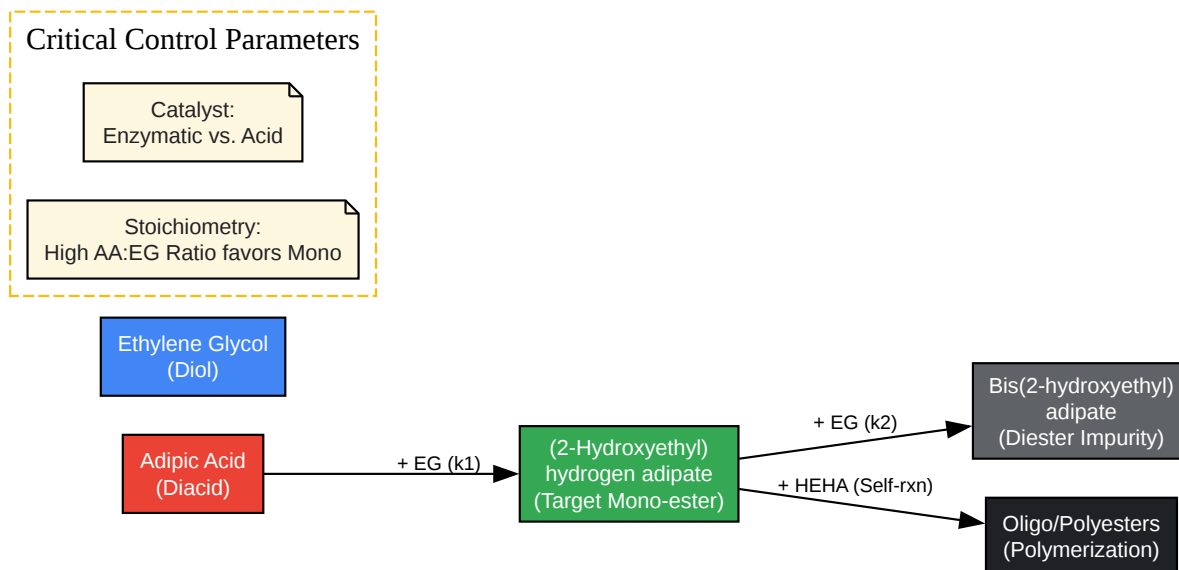 Critical Control Parameters
Catalyst:
Enzymatic vs. Acid
Stoichiometry:
High AA:EG Ratio favors Mono
Ethylene Glycol
(Diol)
Adipic Acid
(Diacid)
+ EG (k1)
(2-Hydroxyethyl)
hydrogen adipate
(Target Mono-ester)
+ EG (k2)
+ HEHA (Self-rxn)
Bis(2-hydroxyethyl)
adipate
(Diester Impurity)
Oligo/Polyesters
(Polymerization)